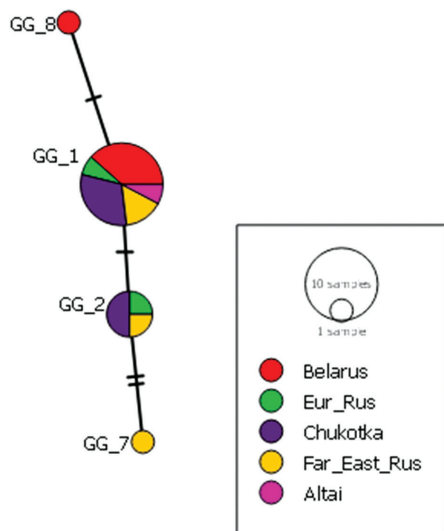 GG_8
GG_1
GG_2
GG_7
10 samples
1 sample
Belarus
Eur_Rus
Chukotka
Far_East_Rus
Altai